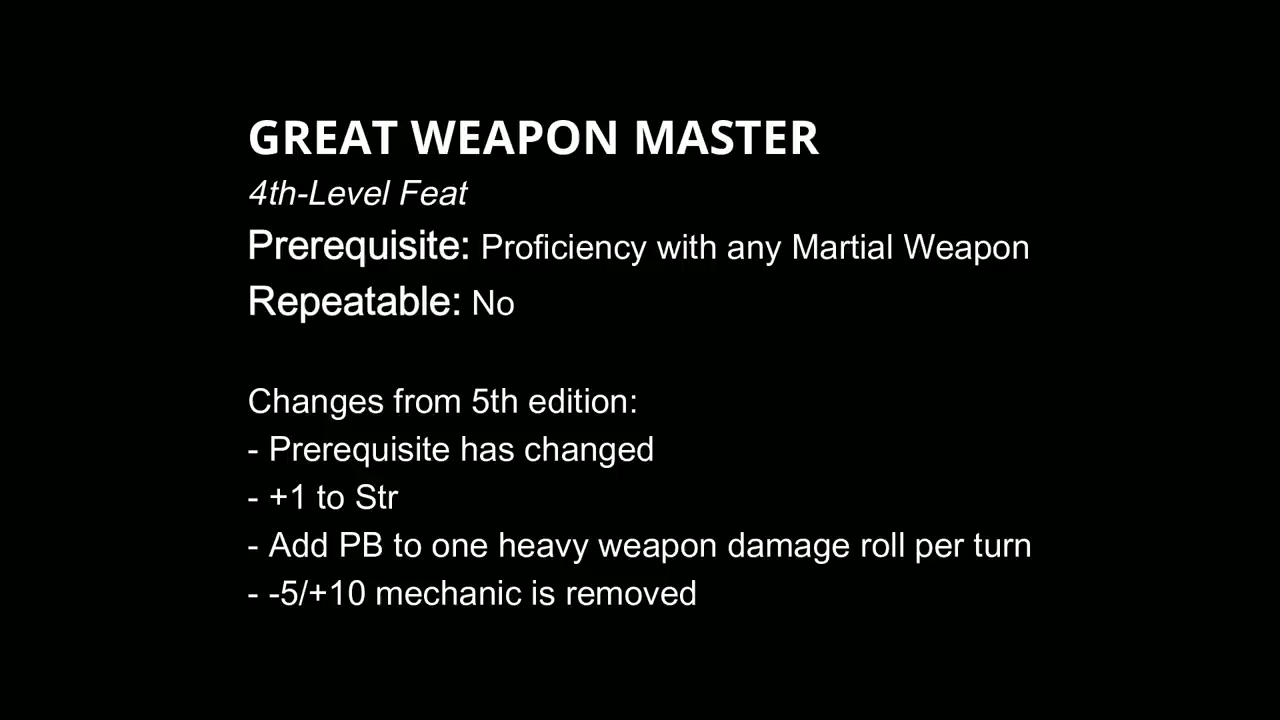 GREAT WEAPON MASTER
4th-Level Feat
Prerequisite: Proficiency with any Martial Weapon
Repeatable: No
Changes from 5th edition:
- Prerequisite has changed
- +1 to Str
- Add PB to one heavy weapon damage roll per turn
- -5/+10 mechanic is removed